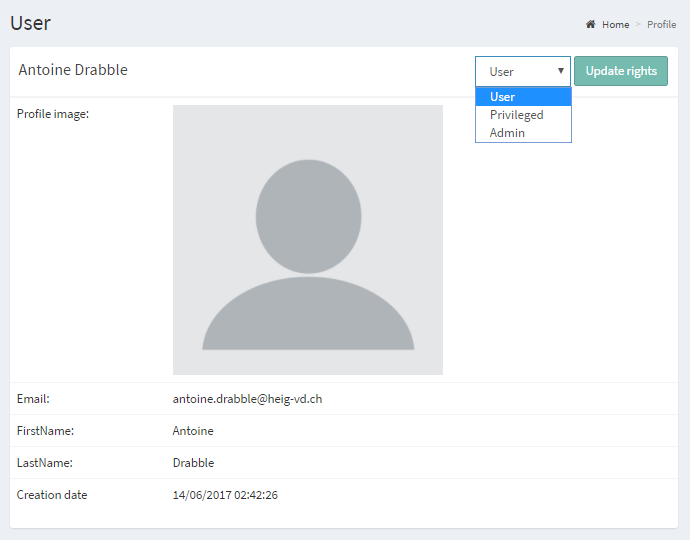 User
Home > Profile
Antoine Drabble
User
Update rights
User
Privileged
Admin
Profile image:
Email: antoine.drabble@heig-vd.ch
FirstName: Antoine
LastName: Drabble
Creation date 14/06/2017 02:42:26